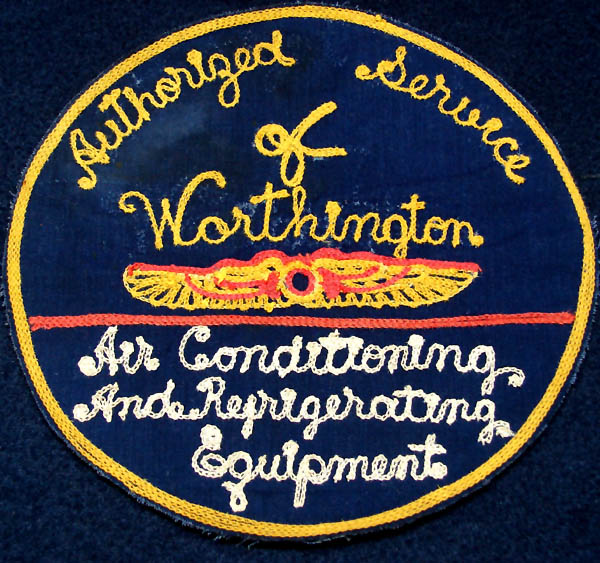 Authorized Service
of
Worthington
Air Conditioning
And Refrigerating
Equipment